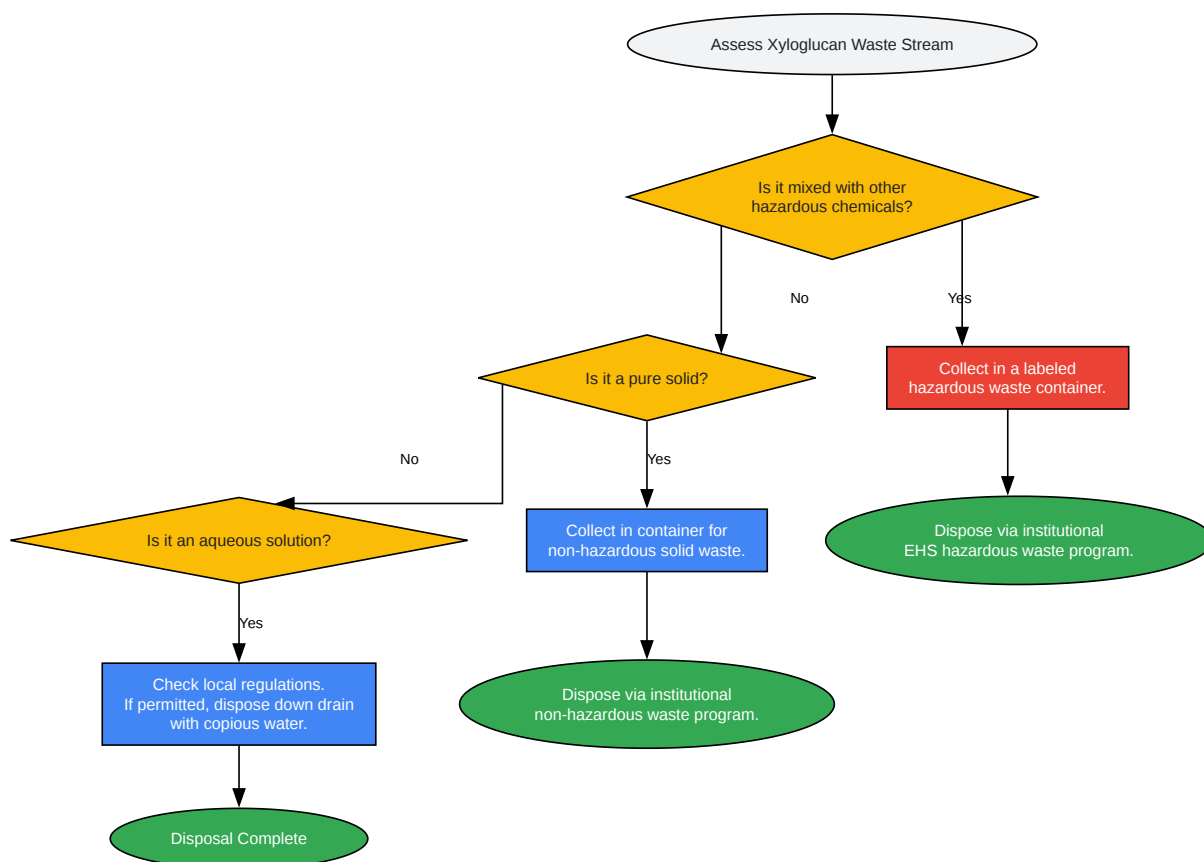 Assess Xyloglucan Waste Stream
Is it mixed with other
hazardous chemicals?
No
Yes
Is it a pure solid?
Collect in a labeled
hazardous waste container.
No
Yes
Is it an aqueous solution?
Collect in container for
non-hazardous solid waste.
Dispose via institutional
EHS hazardous waste program.
Yes
Check local regulations.
If permitted, dispose down drain
with copious water.
Dispose via institutional
non-hazardous waste program.
Disposal Complete